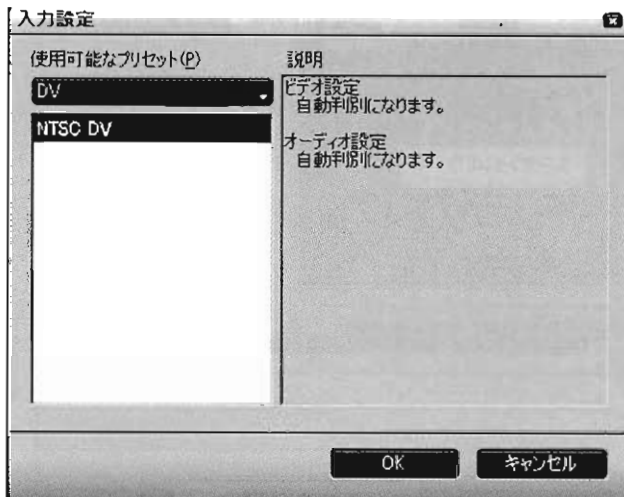 入力設定
使用可能なプリセット(P)
DV
NTSC DV
説明
ビデオ設定
自動判別になります。
オーディオ設定
自動判別になります。
OK
キャンセル